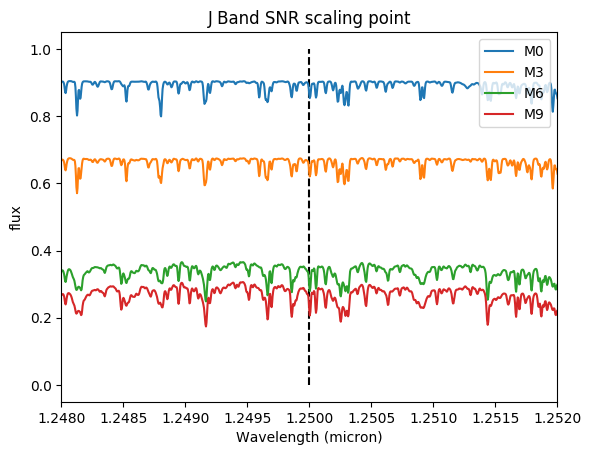 J Band SNR scaling point
M0
M3
M6
M9
1.0
0.8
0.6
0.4
0.2
0.0
flux
1.2480 1.2485 1.2490 1.2495 1.2500 1.2505 1.2510 1.2515 1.2520
Wavelength (micron)